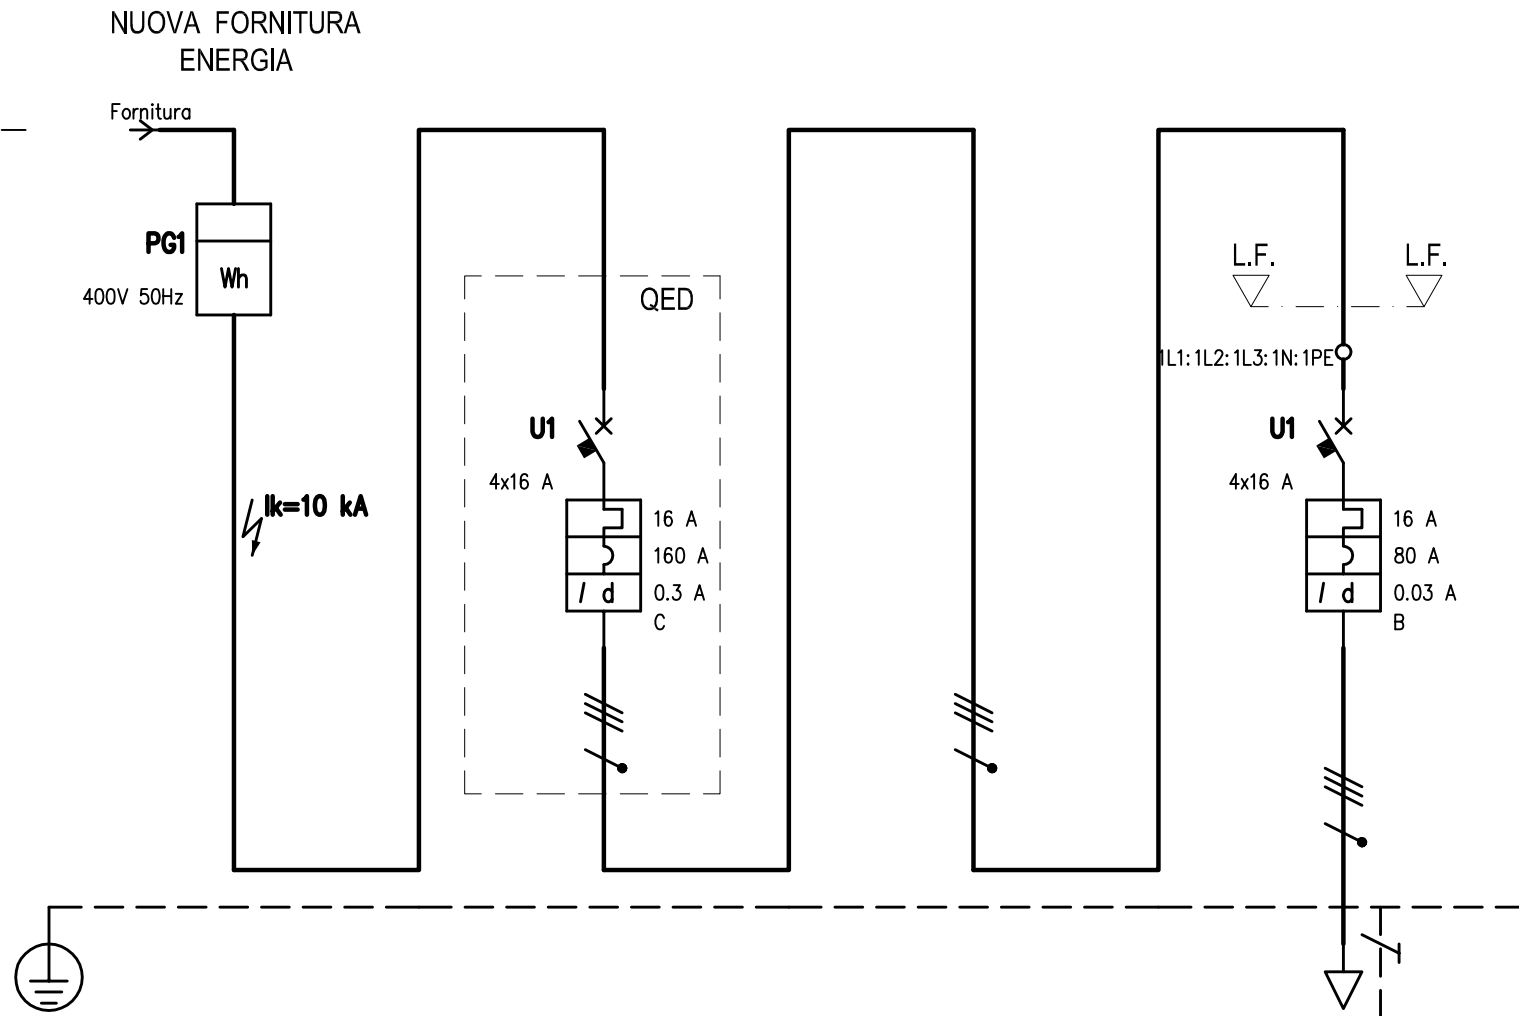 NUOVA FORNITURA
ENERGIA
Fornitura
PG1
Wh
400V 50Hz
Ik=10 kA
QED
U1
4x16 A
16 A
160 A
I d
0.3 A
C
L.F.
L.F.
1L1:1L2:1L3:1N:1PE
U1
4x16 A
16 A
80 A
I d
0.03 A
B